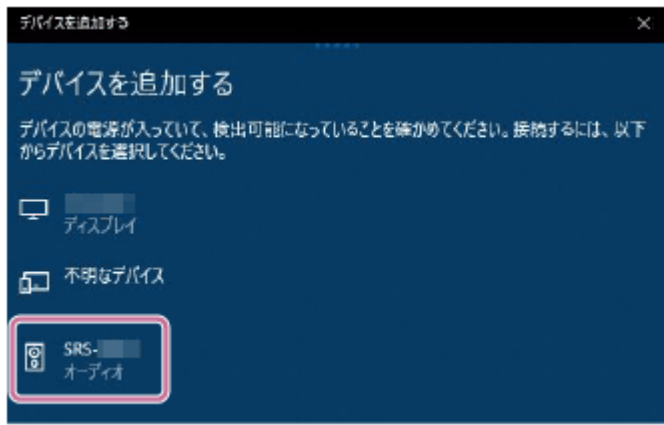 デバイスを追加する
デバイスを追加する
デバイスの電源が入っていて、検出可能になっていることを確かめてください。接続するには、以下
からデバイスを選択してください。
ディスプレイ
不明なデバイス
SRS-
オーディオ